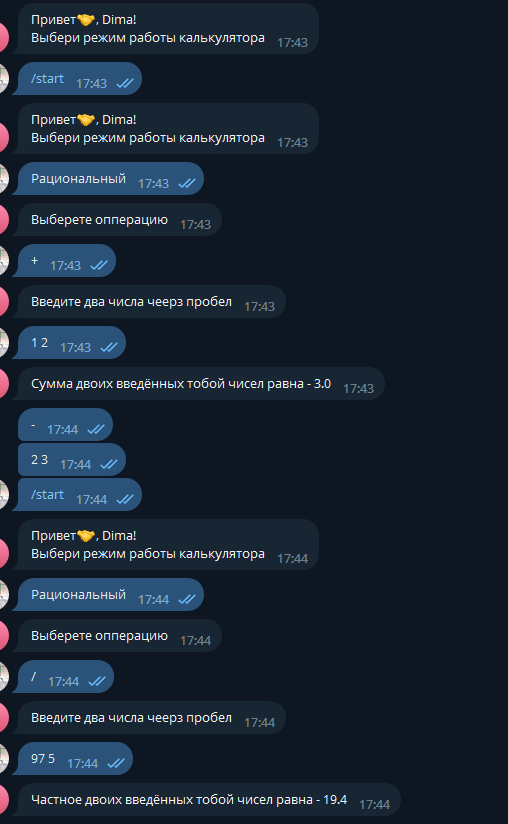 Привет🤝, Dima!
Выбери режим работы калькулятора 17:43
/start 17:43
Привет🤝, Dima!
Выбери режим работы калькулятора 17:43
Рациональный 17:43
Выберете опперацию 17:43
+ 17:43
Введите два числа чеерз пробел 17:43
1 2 17:43
Сумма двоих введённых тобой чисел равна - 3.0 17:43
- 17:44
2 3 17:44
/start 17:44
Привет🤝, Dima!
Выбери режим работы калькулятора 17:44
Рациональный 17:44
Выберете опперацию 17:44
/ 17:44
Введите два числа чеерз пробел 17:44
97 5 17:44
Частное двоих введённых тобой чисел равна - 19.4 17:44